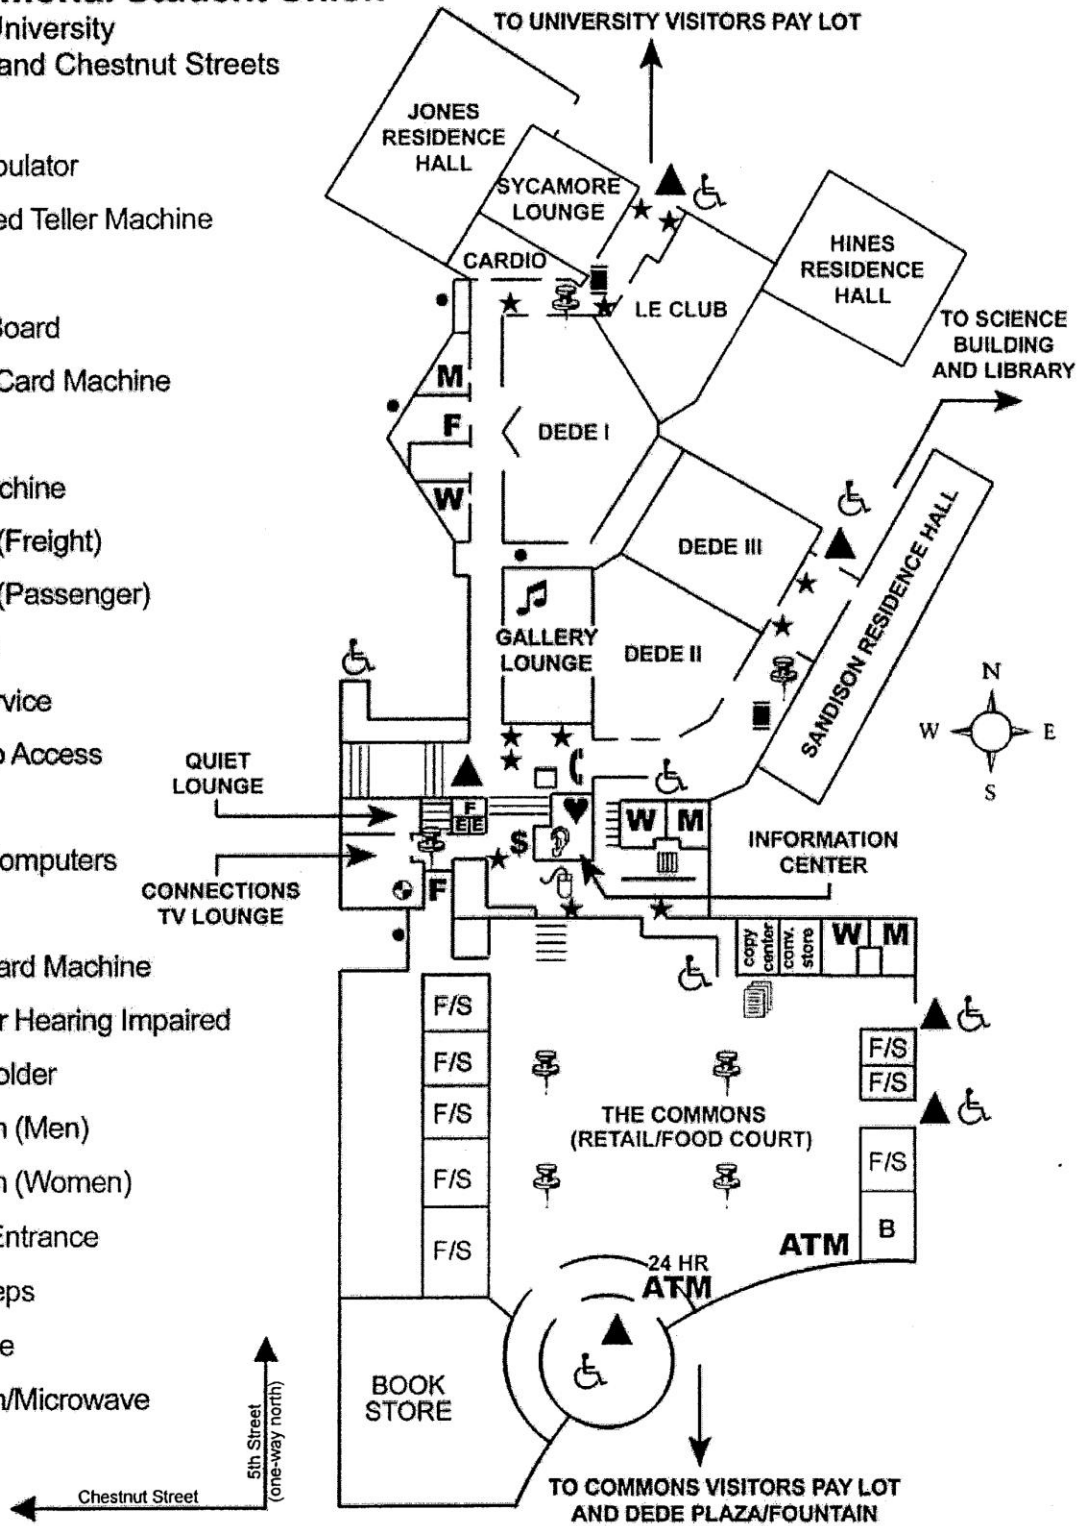 University
and Chestnut Streets
ed Teller Machine
Board
Card Machine
chine
(Freight)
(Passenger)
vice
Access
omputers
ard Machine
r Hearing Impaired
older
n (Men)
n (Women)
Entrance
eps
e
n/Microwave
TO UNIVERSITY VISITORS PAY LOT
JONES
RESIDENCE
HALL
SYCAMORE
LOUNGE
CARDIO
LE CLUB
HINES
RESIDENCE
HALL
TO SCIENCE
BUILDING
AND LIBRARY
M
F
W
DEDE I
DEDE III
DEDE II
GALLERY
LOUNGE
SANDISON RESIDENCE HALL
N
W E
S
QUIET
LOUNGE
F
E E
$
W M
INFORMATION
CENTER
CONNECTIONS
TV LOUNGE
F
copy
center
conv.
store
W M
F/S
F/S
F/S
F/S
F/S
F/S
F/S
F/S
B
THE COMMONS
(RETAIL/FOOD COURT)
ATM
24 HR
ATM
BOOK
STORE
5th Street
(one-way north)
Chestnut Street
TO COMMONS VISITORS PAY LOT
AND DEDE PLAZA/FOUNTAIN